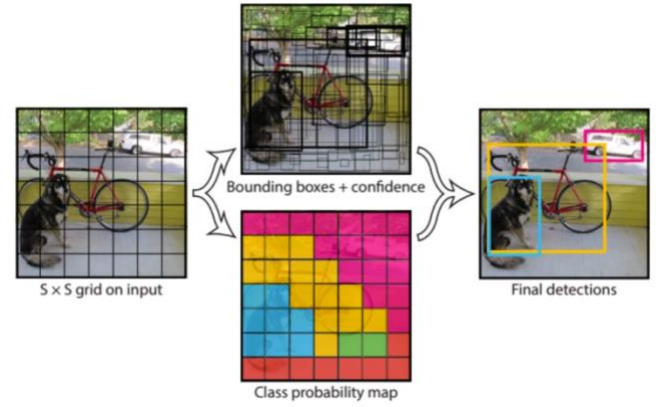 Bounding boxes + confidence
S × S grid on input
Final detections
Class probability map